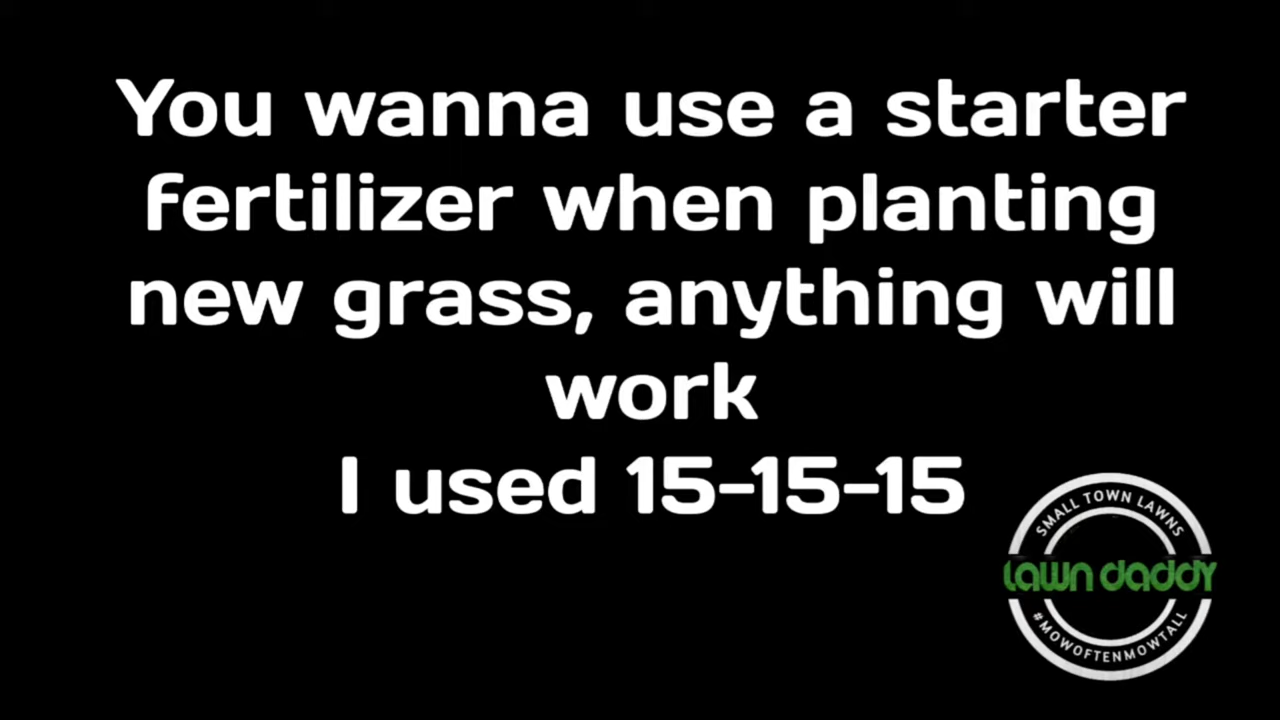 You wanna use a starter
fertilizer when planting
new grass, anything will
work
I used 15-15-15
SMALL TOWN LAWNS
Lawn daddy
#MOWOFTENMOWTALL